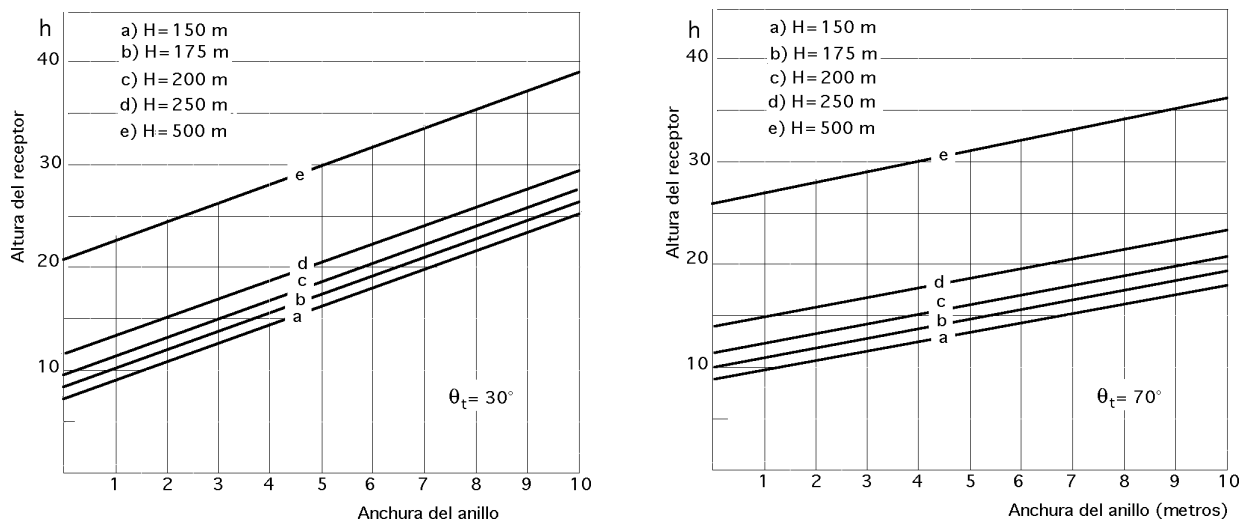 h
a) H=150 m
b) H=175 m
c) H=200 m
d) H=250 m
e) H=500 m
40
30
20
10
Altura del receptor
e
d
c
b
a
θt= 30°
1 2 3 4 5 6 7 8 9 10
Anchura del anillo
h
a) H=150 m
b) H=175 m
c) H=200 m
d) H=250 m
e) H=500 m
40
30
20
10
Altura del receptor
e
d
c
b
a
θt= 70°
1 2 3 4 5 6 7 8 9 10
Anchura del anillo (metros)